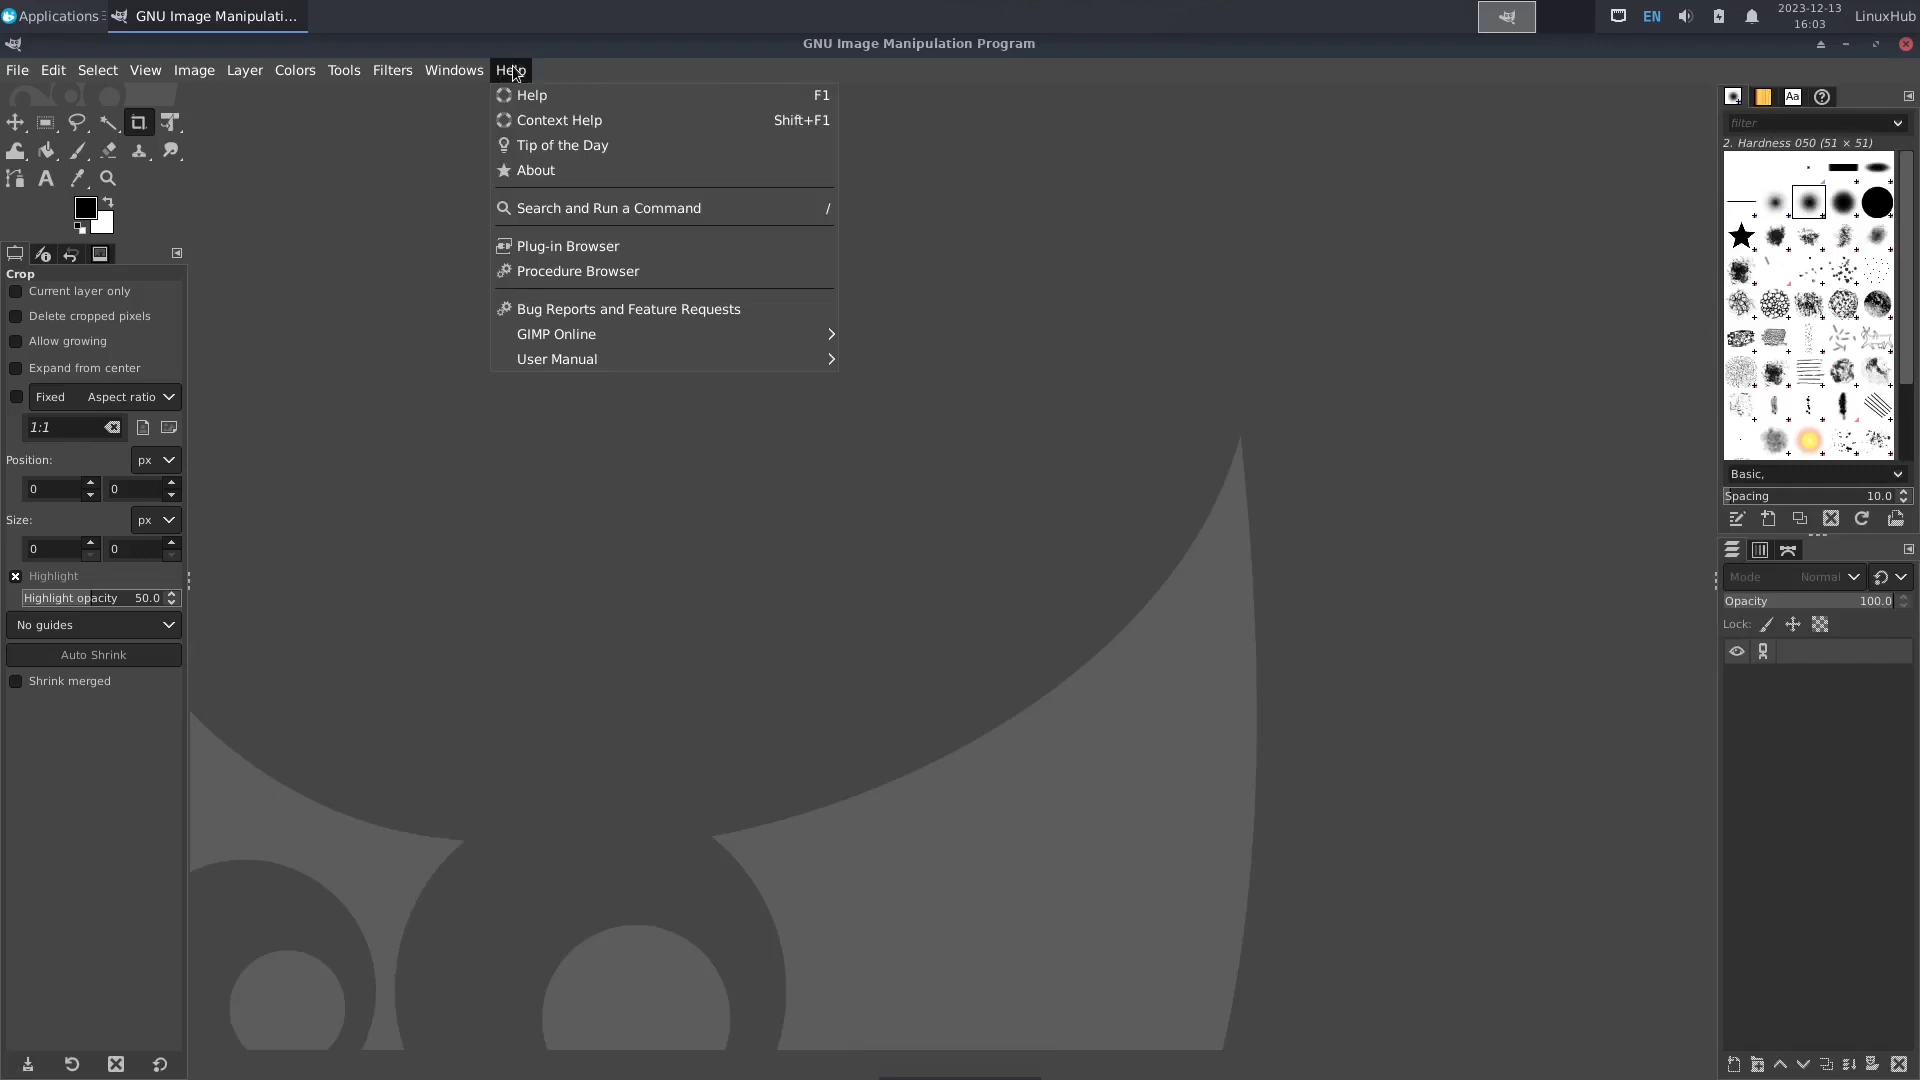 Applications
GNU Image Manipulati...
EN
2023-12-13
16:03
LinuxHub
GNU Image Manipulation Program
File Edit Select View Image Layer Colors Tools Filters Windows Help
Help F1
Context Help Shift+F1
Tip of the Day
About
Search and Run a Command /
Plug-in Browser
Procedure Browser
Bug Reports and Feature Requests
GIMP Online
User Manual
Crop
Current layer only
Delete cropped pixels
Allow growing
Expand from center
Fixed Aspect ratio
1:1
Position: px
0 0
Size: px
0 0
Highlight
Highlight opacity 50.0
No guides
Auto Shrink
Shrink merged
Aa
filter
2. Hardness 050 (51 × 51)
Basic,
Spacing 10.0
Mode Normal
Opacity 100.0
Lock: